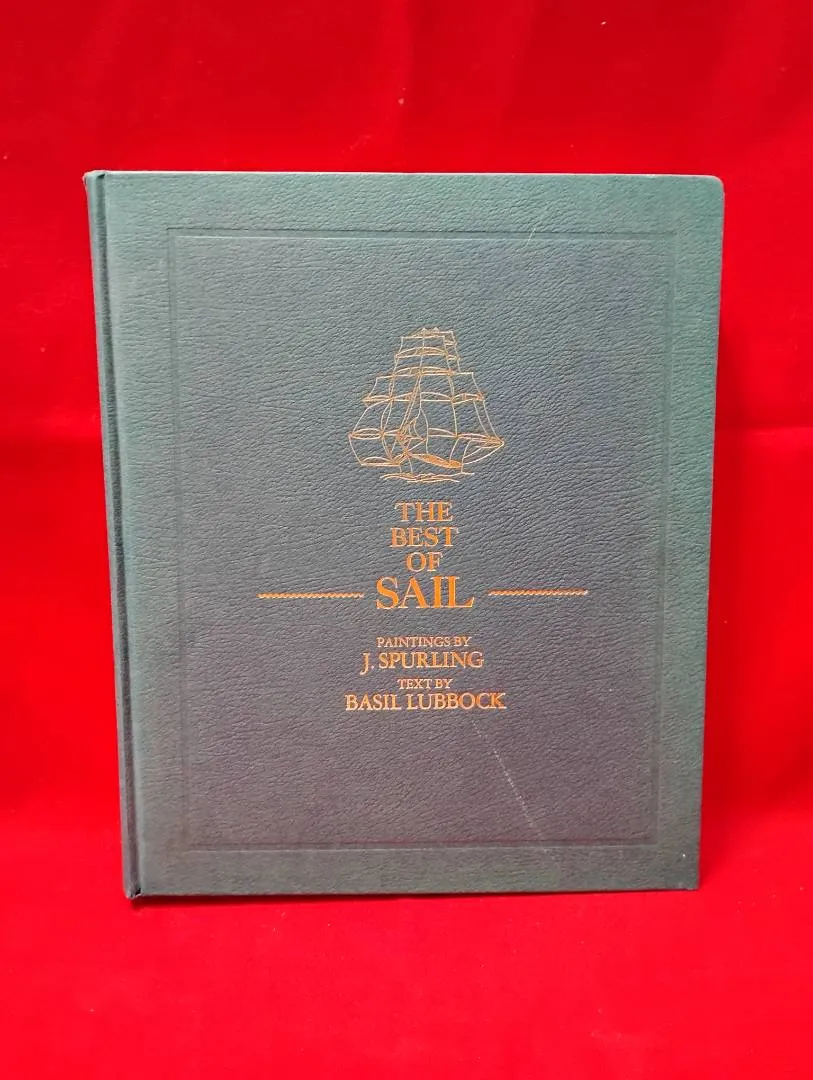 THE
BEST
OF
SAIL
PAINTINGS BY
J. SPURLING
TEXT BY
BASIL LUBBOCK